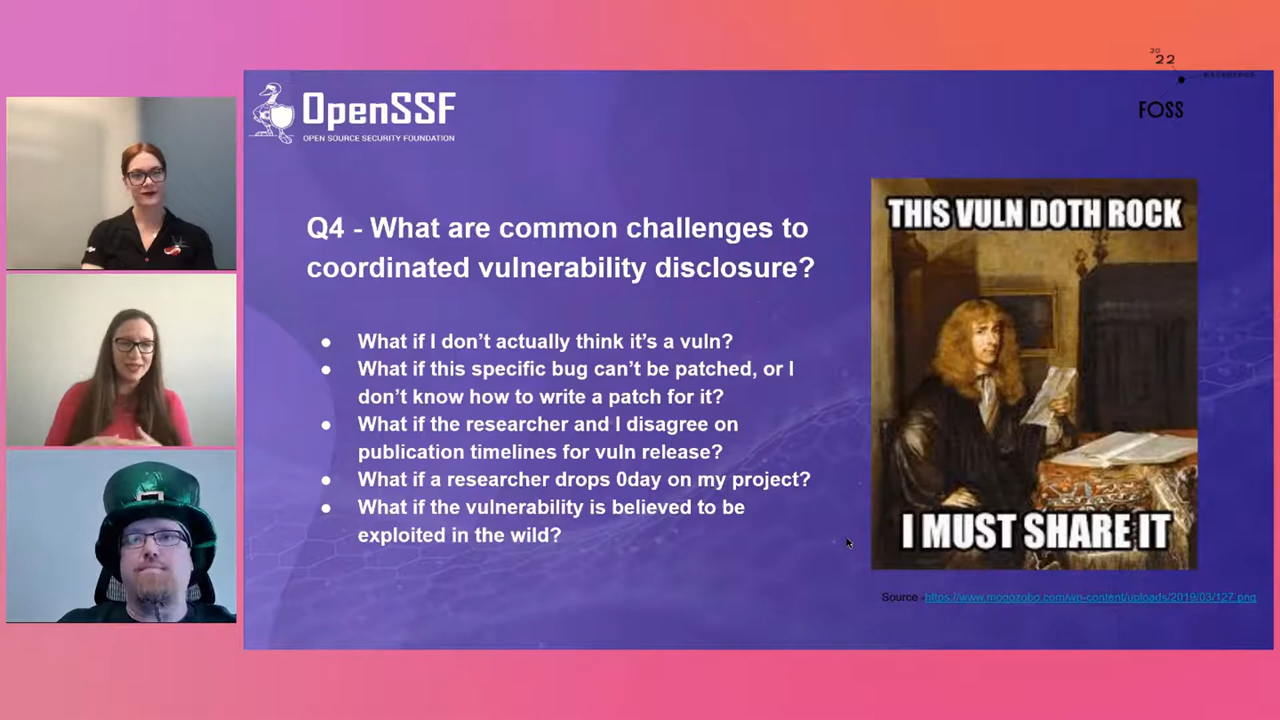 20
22
BACKSTAGE
FOSS
OpenSSF
OPEN SOURCE SECURITY FOUNDATION
Q4 - What are common challenges to
coordinated vulnerability disclosure?
● What if I don’t actually think it’s a vuln?
● What if this specific bug can’t be patched, or I
don’t know how to write a patch for it?
● What if the researcher and I disagree on
publication timelines for vuln release?
● What if a researcher drops 0day on my project?
● What if the vulnerability is believed to be
exploited in the wild?
THIS VULN DOTH ROCK
I MUST SHARE IT
Source -https://www.mogozobo.com/wp-content/uploads/2019/03/127.png